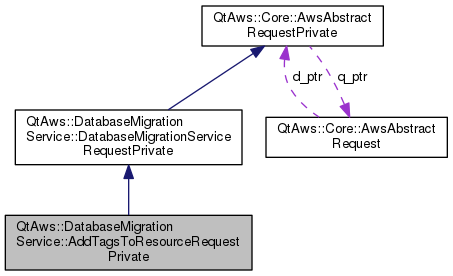 QtAws::Core::AwsAbstract
RequestPrivate
d_ptr
q_ptr
QtAws::DatabaseMigration
Service::DatabaseMigrationService
RequestPrivate
QtAws::Core::AwsAbstract
Request
QtAws::DatabaseMigration
Service::AddTagsToResourceRequest
Private